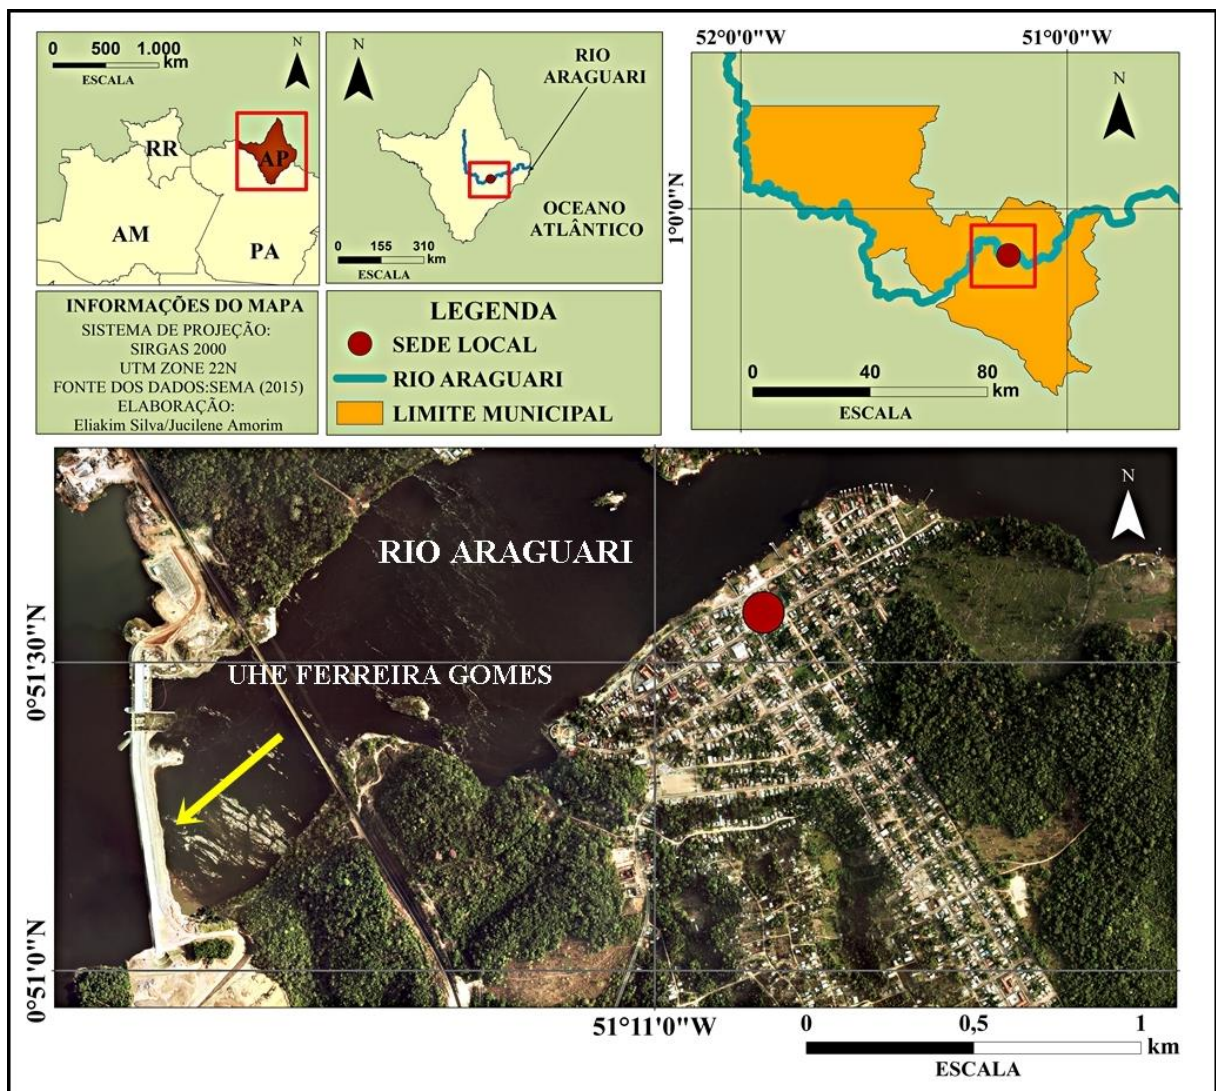 0 500 1.000
km
ESCALA
N
RR
AP
AM
PA
N
RIO
ARAGUARI
OCEANO
ATLÂNTICO
0 155 310
km
ESCALA
52°0'0"W 51°0'0"W
N
1°0'0"N
0 40 80
km
ESCALA
INFORMAÇÕES DO MAPA
SISTEMA DE PROJEÇÃO:
SIRGAS 2000
UTM ZONE 22N
FONTE DOS DADOS:SEMA (2015)
ELABORAÇÃO:
Eliakim Silva/Jucilene Amorim
LEGENDA
SEDE LOCAL
RIO ARAGUARI
LIMITE MUNICIPAL
N
RIO ARAGUARI
UHE FERREIRA GOMES
0°51'30"N
0°51'0"N
51°11'0"W
0 0,5 1
km
ESCALA